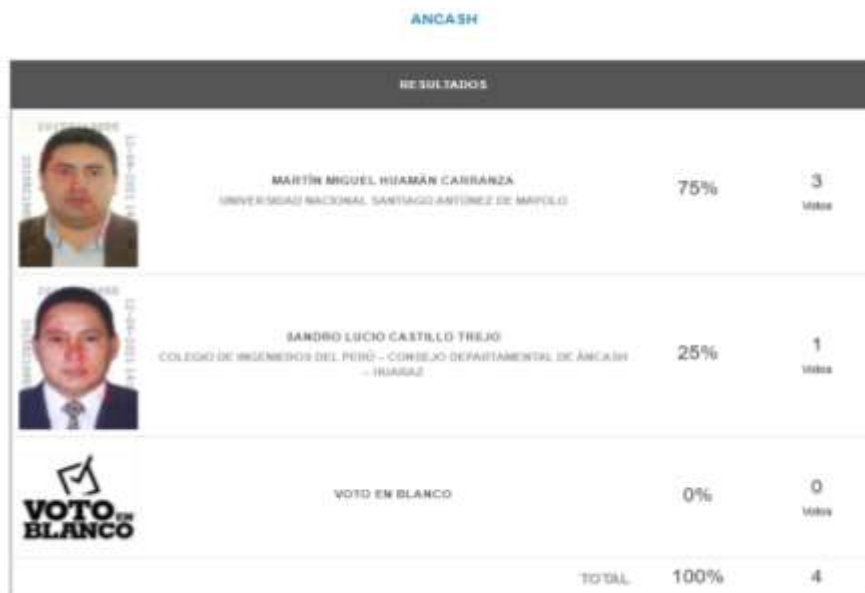 ANCASH
RESULTADOS
MARTÍN MIGUEL HUAMÁN CARRANZA
UNIVERSIDAD NACIONAL SANTIAGO ANTÚNEZ DE MAYOLO
75%
3
Votos
SANDRO LUCIO CASTILLO TREJO
COLEGIO DE INGENIEROS DEL PERÚ – CONSEJO DEPARTAMENTAL DE ÁNCASH
– HUARAZ
25%
1
Votos
VOTO EN
BLANCO
VOTO EN BLANCO
0%
0
Votos
TOTAL 100% 4